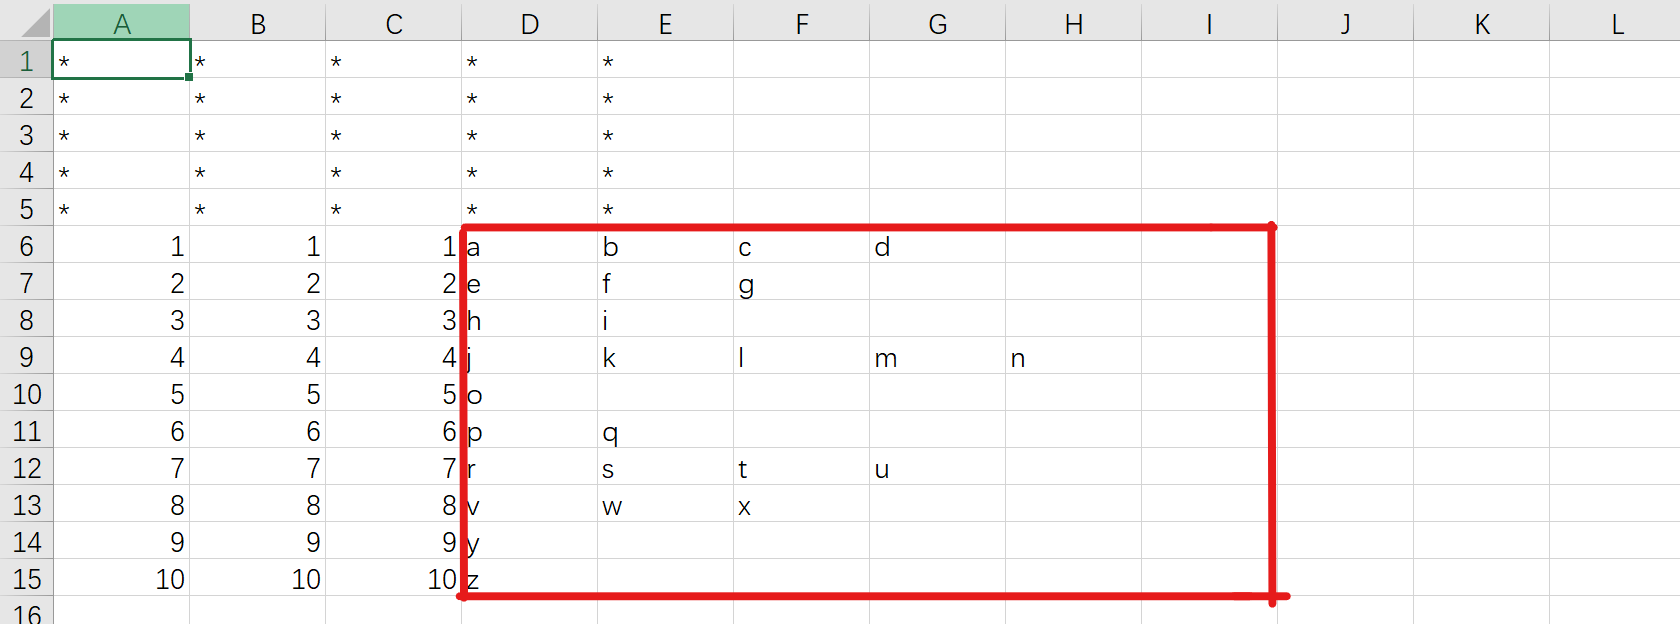 A B C D E F G H I J K L
1 * * * * *
2 * * * * *
3 * * * * *
4 * * * * *
5 * * * * *
6 1 1 1 a b c d
7 2 2 2 e f g
8 3 3 3 h i
9 4 4 4 j k l m n
10 5 5 5 o
11 6 6 6 p q
12 7 7 7 r s t u
13 8 8 8 v w x
14 9 9 9 y
15 10 10 10 z
16